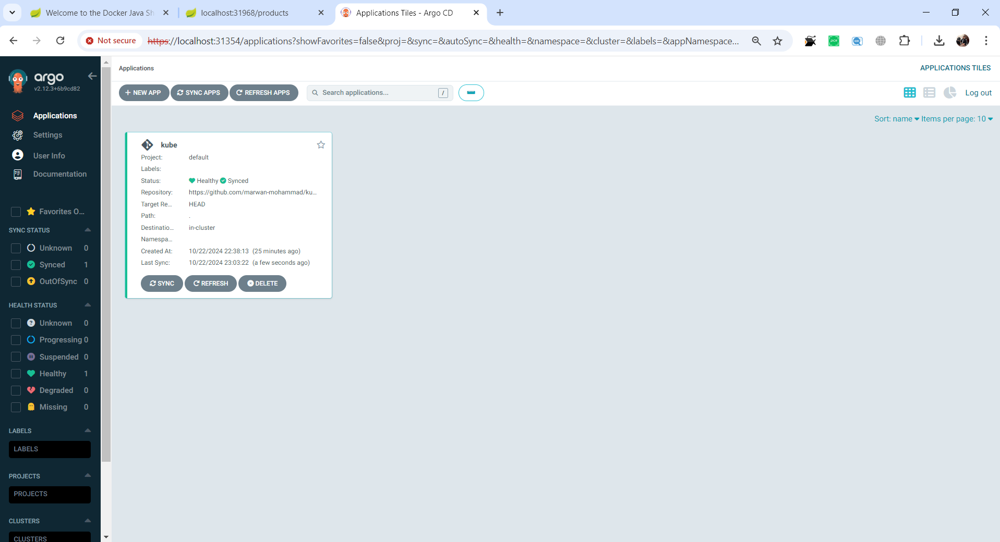 Welcome to the Docker Java Sh
localhost:31968/products
Applications Tiles - Argo CD
Not secure
https://localhost:31354/applications?showFavorites=false&proj=&sync=&autoSync=&health=&namespace=&cluster=&labels=&appNamespace...
argo
v2.12.3+6b9cd82
Applications
Settings
User Info
Documentation
Favorites O...
SYNC STATUS
Unknown 0
Synced 1
OutOfSync 0
HEALTH STATUS
Unknown 0
Progressing 0
Suspended 0
Healthy 1
Degraded 0
Missing 0
LABELS
LABELS
PROJECTS
PROJECTS
CLUSTERS
CLUSTERS
Applications
APPLICATIONS TILES
+ NEW APP SYNC APPS REFRESH APPS Search applications... / Log out
Sort: name Items per page: 10
kube
Project: default
Labels:
Status: Healthy Synced
Repository: https://github.com/marwan-mohammad/ku...
Target Re... HEAD
Path: .
Destinatio... in-cluster
Namespa...
Created At: 10/22/2024 22:38:13 (25 minutes ago)
Last Sync: 10/22/2024 23:03:22 (a few seconds ago)
SYNC REFRESH DELETE